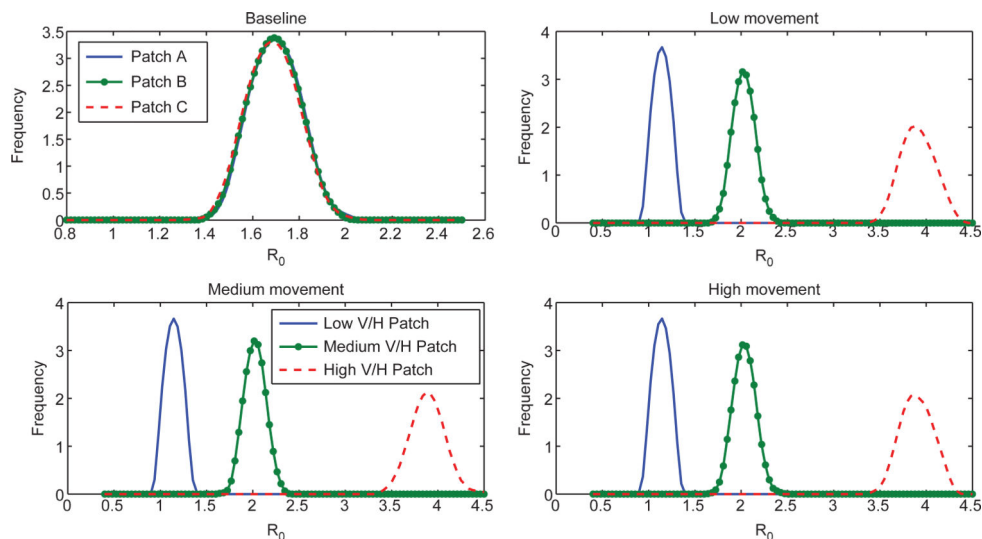 Baseline
3.5
3
2.5
2
1.5
1
0.5
0
Frequency
Patch A
Patch B
Patch C
0.8 1 1.2 1.4 1.6 1.8 2 2.2 2.4 2.6
R0
Low movement
4
3
2
1
0
Frequency
0 0.5 1 1.5 2 2.5 3 3.5 4 4.5
R0
Medium movement
4
3
2
1
0
Frequency
Low V/H Patch
Medium V/H Patch
High V/H Patch
0 0.5 1 1.5 2 2.5 3 3.5 4 4.5
R0
High movement
4
3
2
1
0
Frequency
0 0.5 1 1.5 2 2.5 3 3.5 4 4.5
R0